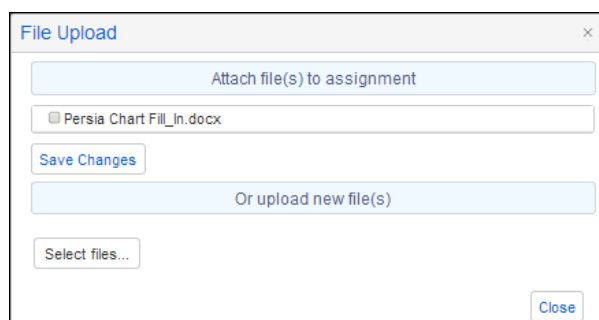 File Upload ×
Attach file(s) to assignment
Persia Chart Fill_In.docx
Save Changes
Or upload new file(s)
Select files...
Close